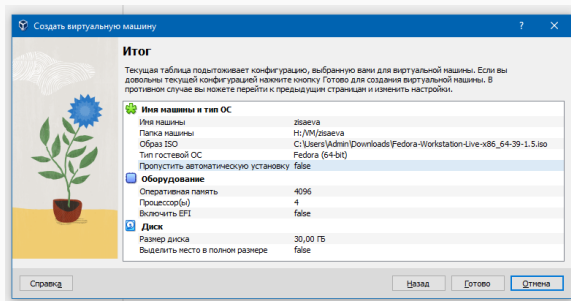 Создать виртуальную машину
Итог
Текущая таблица подытоживает конфигурацию, выбранную вами для виртуальной машины. Если вы
довольны текущей конфигурацией нажмите кнопку Готово для создания виртуальной машины. В
противном случае вы можете перейти к предыдущим страницам и изменить настройки.
Имя машины и тип ОС
Имя машины zisaeva
Папка машины H:/VM/zisaeva
Образ ISO C:\Users\Admin\Downloads\Fedora-Workstation-Live-x86_64-39-1.5.iso
Тип гостевой ОС Fedora (64-bit)
Пропустить автоматическую установку false
Оборудование
Оперативная память 4096
Процессор(ы) 4
Включить EFI false
Диск
Размер диска 30,00 ГБ
Выделить место в полном размере false
Справка Назад Готово Отмена